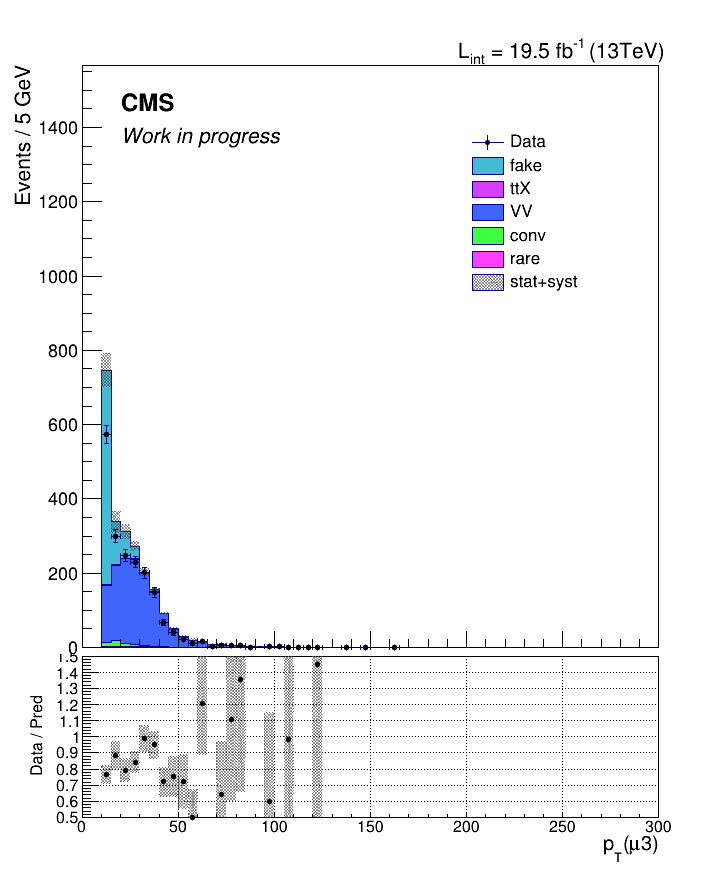 L_int = 19.5 fb^-1 (13TeV)
CMS
Work in progress
Events / 5 GeV
1400
1200
1000
800
600
400
200
0
Data
fake
ttX
VV
conv
rare
stat+syst
Data / Pred
1.5
1.4
1.3
1.2
1.1
1
0.9
0.8
0.7
0.6
0.5
0 50 100 150 200 250 300
p_T(μ3)